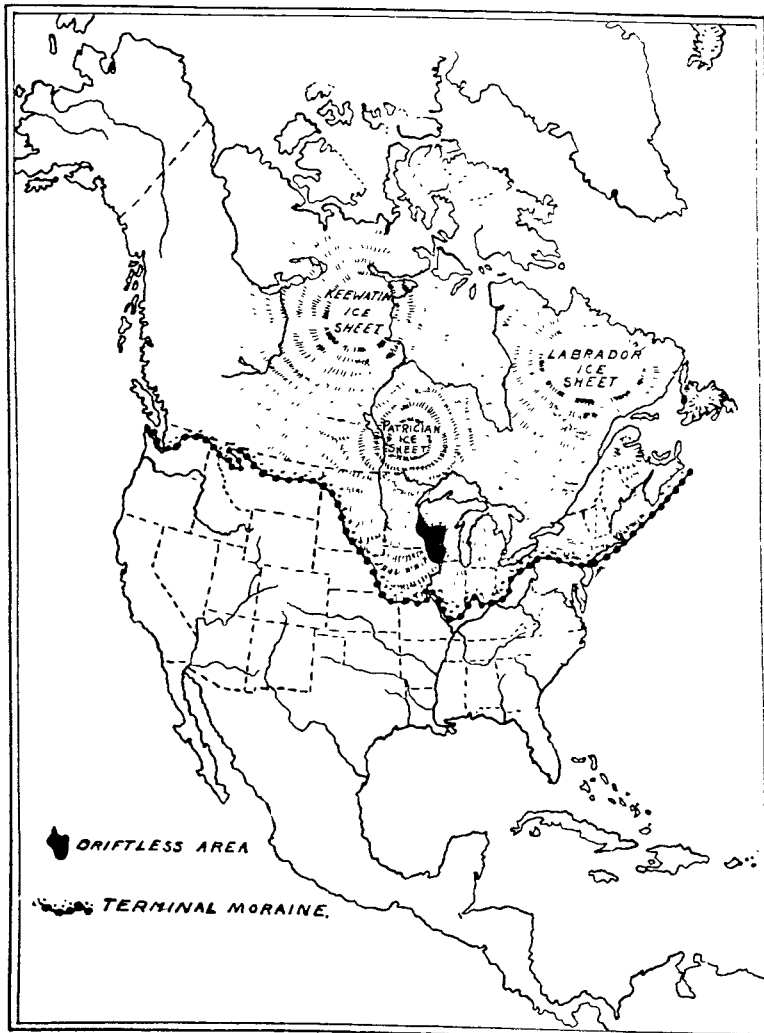 KEEWATIN
ICE
SHEET
LABRADOR
ICE
SHEET
PATRICIAN
ICE
SHEET
DRIFTLESS AREA
TERMINAL MORAINE.